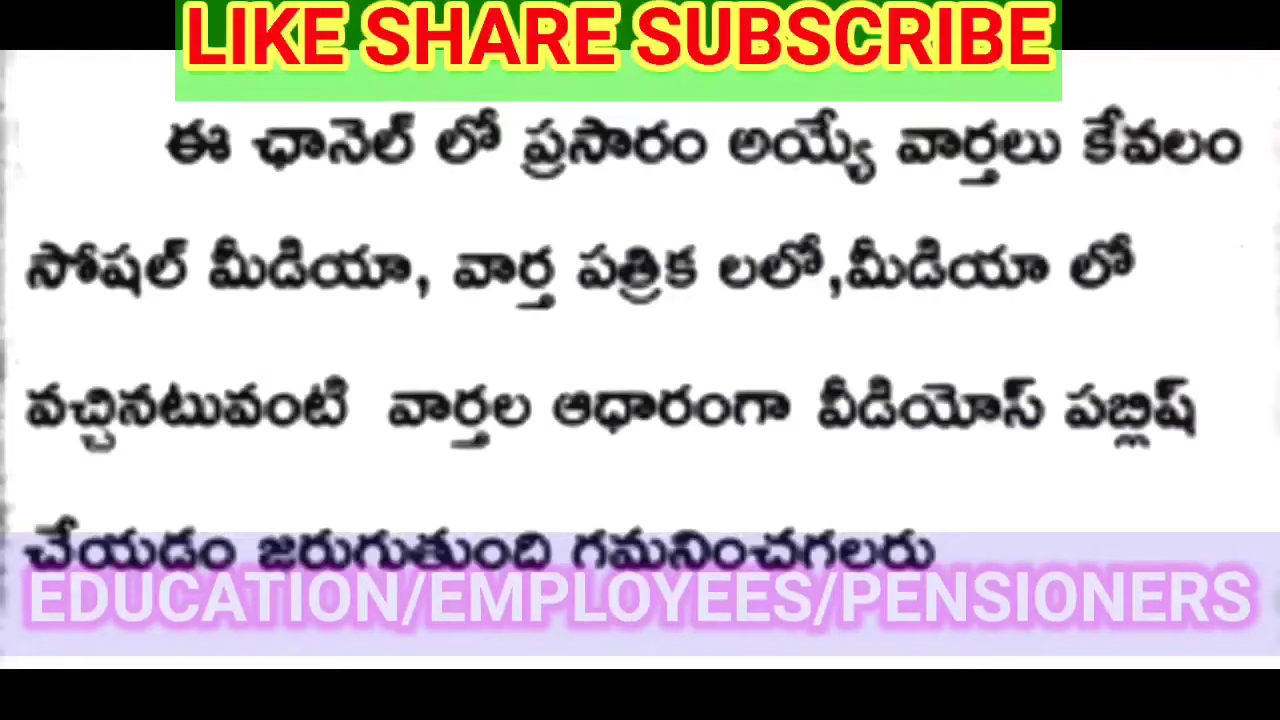 LIKE SHARE SUBSCRIBE
ఈ ఛానెల్ లో ప్రసారం అయ్యే వార్తలు కేవలం
సోషల్ మీడియా, వార్త పత్రిక లలో,మీడియా లో
వచ్చినటువంటి వార్తల ఆధారంగా వీడియోస్ పబ్లిష్
చేయడం జరుగుతుంది గమనించగలరు
EDUCATION/EMPLOYEES/PENSIONERS